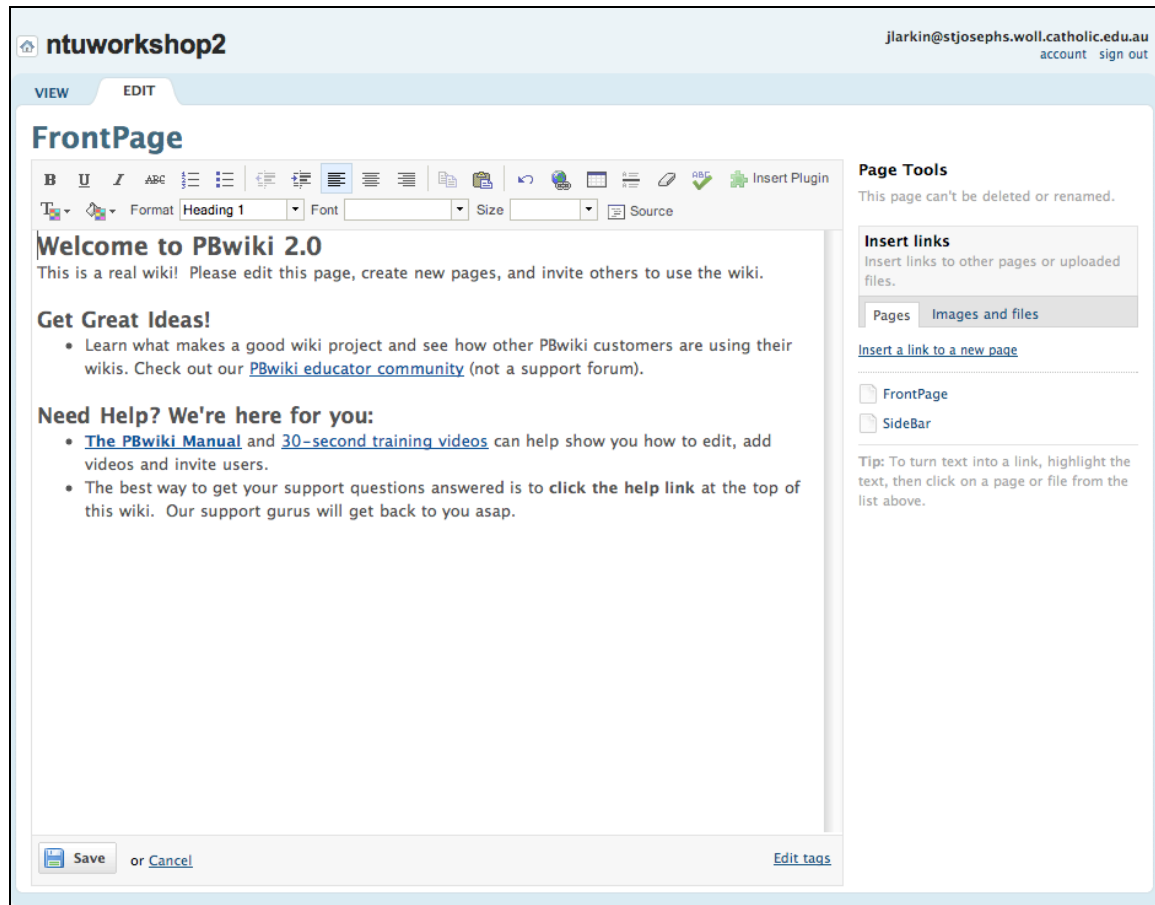 ntuworkshop2
jlarkin@stjosephs.woll.catholic.edu.au
account sign out
VIEW EDIT
FrontPage
B U I ABC Insert Plugin
T Format Heading 1 Font Size Source
Welcome to PBwiki 2.0
This is a real wiki! Please edit this page, create new pages, and invite others to use the wiki.
Get Great Ideas!
• Learn what makes a good wiki project and see how other PBwiki customers are using their
wikis. Check out our PBwiki educator community (not a support forum).
Need Help? We're here for you:
• The PBwiki Manual and 30-second training videos can help show you how to edit, add
videos and invite users.
• The best way to get your support questions answered is to click the help link at the top of
this wiki. Our support gurus will get back to you asap.
Save or Cancel
Edit tags
Page Tools
This page can't be deleted or renamed.
Insert links
Insert links to other pages or uploaded
files.
Pages Images and files
Insert a link to a new page
FrontPage
SideBar
Tip: To turn text into a link, highlight the
text, then click on a page or file from the
list above.